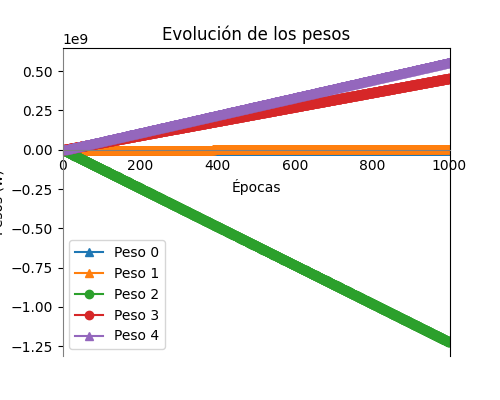 Evolución de los pesos
1e9
0.50
0.25
0.00
−0.25
−0.50
−0.75
−1.00
−1.25
0
200
400
600
800
1000
Épocas
Peso 0
Peso 1
Peso 2
Peso 3
Peso 4